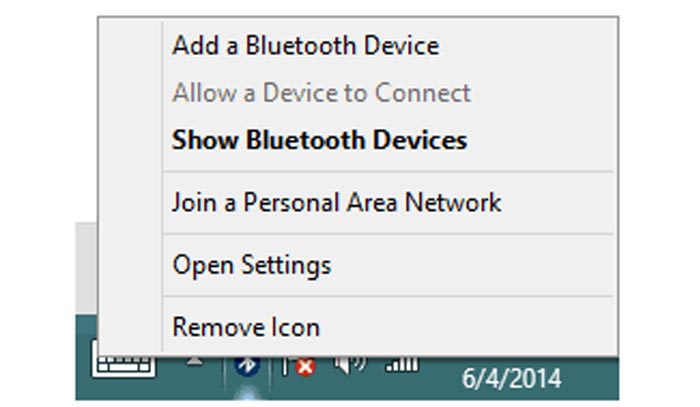 Add a Bluetooth Device
Allow a Device to Connect
Show Bluetooth Devices
Join a Personal Area Network
Open Settings
Remove Icon
6/4/2014